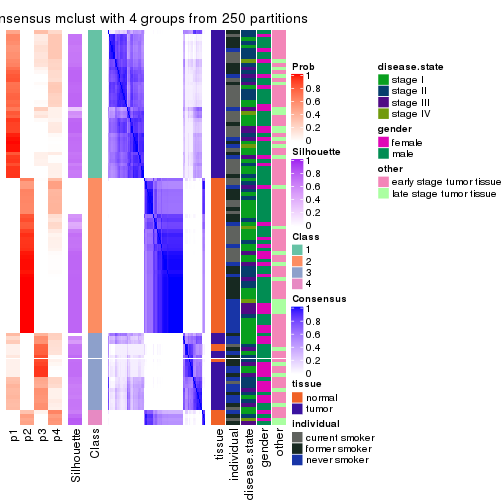 nsensus mclust with 4 groups from 250 partitions
p1
p2
p3
p4
Silhouette
Class
tissue
individual
disease.state
gender
other
Prob
1
0.8
0.6
0.4
0.2
0
Silhouette
1
0.8
0.6
0.4
0.2
0
Class
1
2
3
4
Consensus
1
0.8
0.6
0.4
0.2
0
tissue
normal
tumor
individual
current smoker
former smoker
never smoker
disease.state
stage I
stage II
stage III
stage IV
gender
female
male
other
early stage tumor tissue
late stage tumor tissue